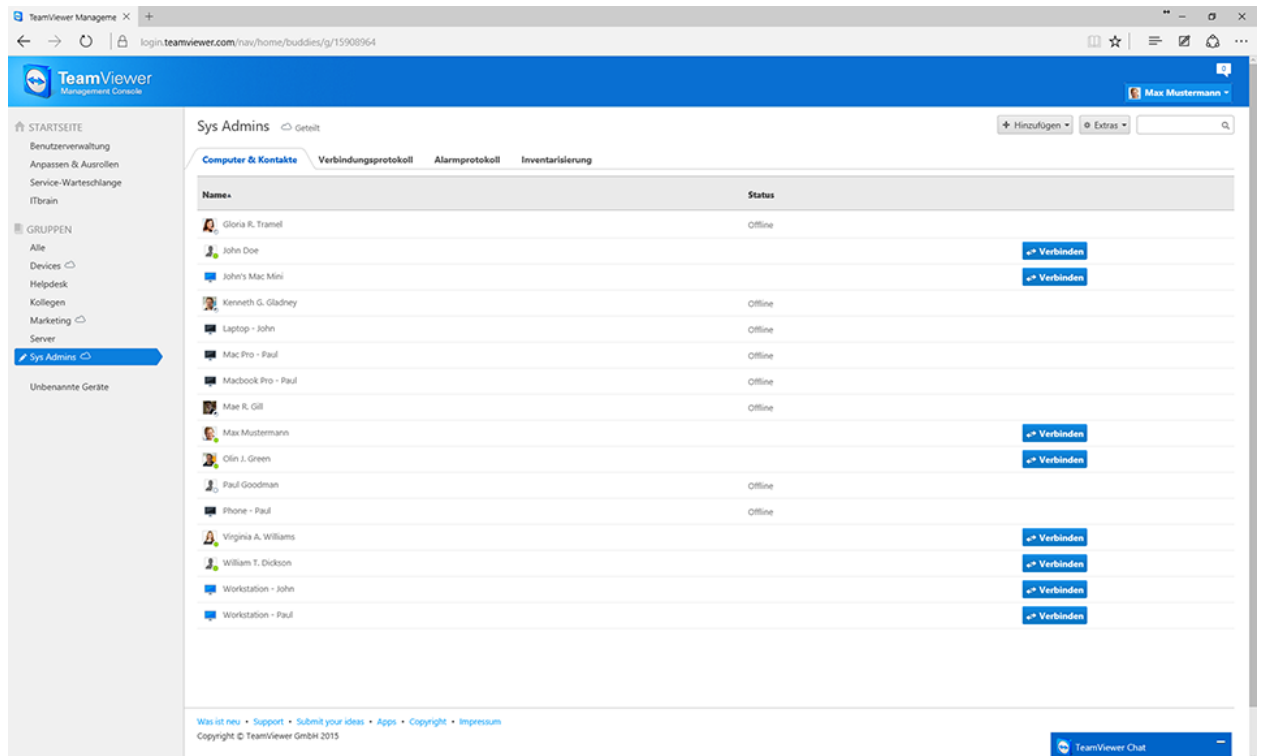 TeamViewer Manageme
login.teamviewer.com/nav/home/buddies/g/15908964
TeamViewer
Management Console
Max Mustermann
STARTSEITE
Benutzerverwaltung
Anpassen & Ausrollen
Service-Warteschlange
ITbrain
GRUPPEN
Alle
Devices
Helpdesk
Kollegen
Marketing
Server
Sys Admins
Unbenannte Geräte
Sys Admins Geteilt
Hinzufügen Extras
Computer & Kontakte Verbindungsprotokoll Alarmprotokoll Inventarisierung
Name Status
Gloria R. Tramel Offline
John Doe Verbinden
John's Mac Mini Verbinden
Kenneth G. Gladney Offline
Laptop - John Offline
Mac Pro - Paul Offline
Macbook Pro - Paul Offline
Mae R. Gill Offline
Max Mustermann Verbinden
Olin J. Green Verbinden
Paul Goodman Offline
Phone - Paul Offline
Virginia A. Williams Verbinden
William T. Dickson Verbinden
Workstation - John Verbinden
Workstation - Paul Verbinden
Was ist neu • Support • Submit your ideas • Apps • Copyright • Impressum
Copyright © TeamViewer GmbH 2015
TeamViewer Chat